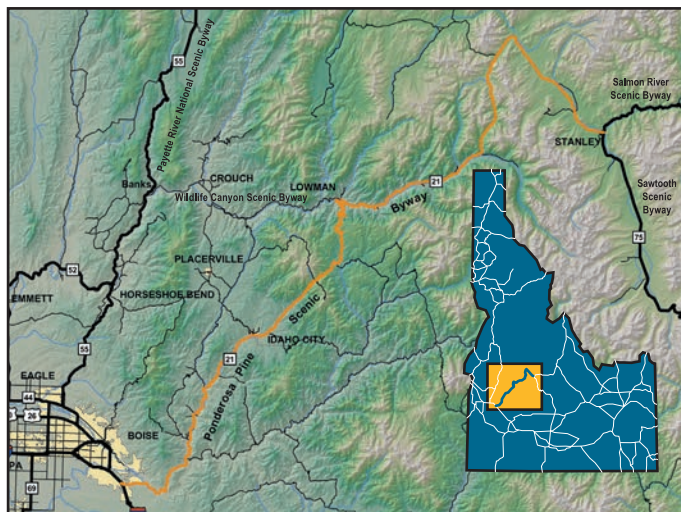 55
Payette River National Scenic Byway
Salmon River
Scenic Byway
STANLEY
Sawtooth
Scenic
Byway
75
CROUCH
Banks
LOWMAN
21
Byway
Wildlife Canyon Scenic Byway
PLACERVILLE
52
EMMETT
HORSESHOE BEND
Scenic
IDAHO CITY
55
21
Ponderosa Pine
EAGLE
44
26
BOISE
PA
69